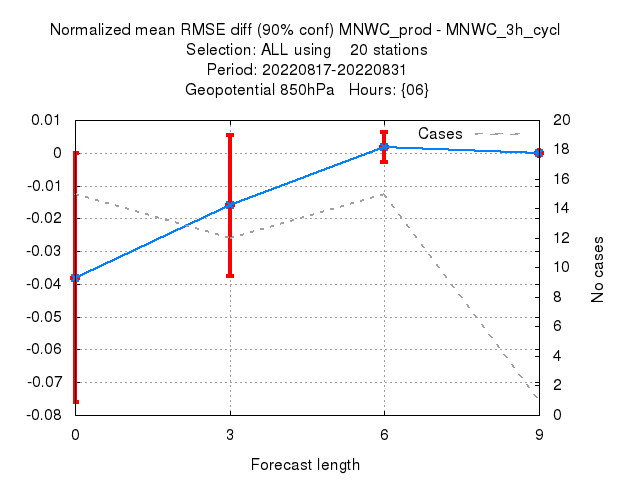 Normalized mean RMSE diff (90% conf) MNWC_prod - MNWC_3h_cycl
Selection: ALL using    20 stations
Period: 20220817-20220831
Geopotential 850hPa   Hours: {06}
0.01
0
-0.01
-0.02
-0.03
-0.04
-0.05
-0.06
-0.07
-0.08
Cases
20
18
16
14
12
10
8
6
4
2
0
No cases
0 3 6 9
Forecast length